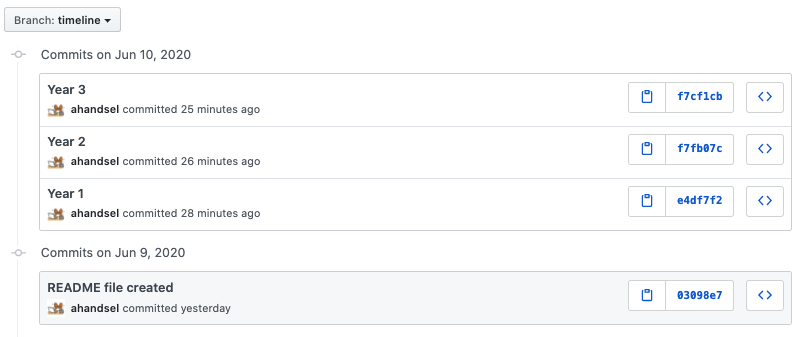 Branch: timeline
Commits on Jun 10, 2020
Year 3
ahandsel committed 25 minutes ago
f7cf1cb
Year 2
ahandsel committed 26 minutes ago
f7fb07c
Year 1
ahandsel committed 28 minutes ago
e4df7f2
Commits on Jun 9, 2020
README file created
ahandsel committed yesterday
03098e7